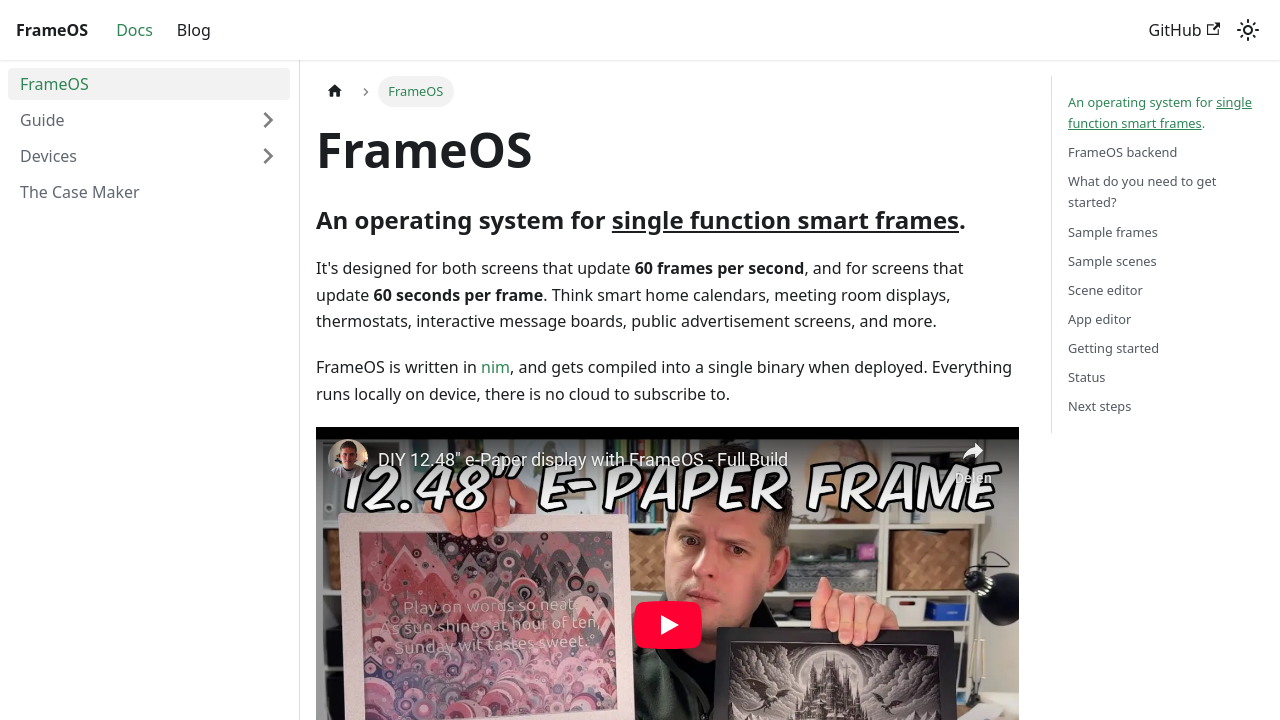 FrameOS
Docs
Blog
GitHub
FrameOS
Guide
Devices
The Case Maker
FrameOS
FrameOS
An operating system for single function smart frames.
It's designed for both screens that update 60 frames per second, and for screens that
update 60 seconds per frame. Think smart home calendars, meeting room displays,
thermostats, interactive message boards, public advertisement screens, and more.
FrameOS is written in nim, and gets compiled into a single binary when deployed. Everything
runs locally on device, there is no cloud to subscribe to.
DIY 12.48" e-Paper display with FrameOS - Full Build
Delen
12.48" E-PAPER FRAME
Play on words so neat,
As sun shines at hour of ten,
Sunday wit tastes sweet.
An operating system for single
function smart frames.
FrameOS backend
What do you need to get
started?
Sample frames
Sample scenes
Scene editor
App editor
Getting started
Status
Next steps